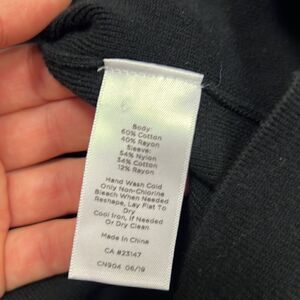 Body:
60% Cotton
40% Rayon
Sleeve:
54% Nylon
34% Cotton
12% Rayon
Hand Wash Cold
Only Non-Chlorine
Bleach When Needed
Reshape, Lay Flat To
Dry
Cool Iron, If Needed
Or Dry Clean
Made In China
CA #23147
CN904 06/19